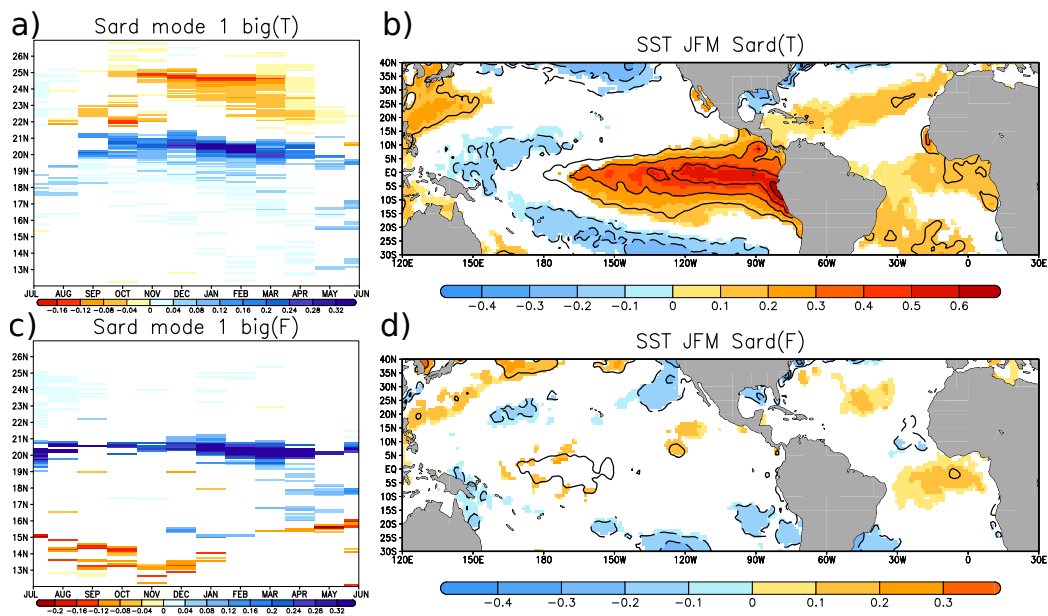 a)
Sard mode 1 big(T)
26N
25N
24N
23N
22N
21N
20N
19N
18N
17N
16N
15N
14N
13N
JUL AUG SEP OCT NOV DEC JAN FEB MAR APR MAY JUN
-0.16 -0.12 -0.08 -0.04 0 0.04 0.08 0.12 0.16 0.20 0.24 0.28 0.32
b)
SST JFM Sard(T)
40N
35N
30N
25N
20N
15N
10N
5N
EQ
5S
10S
15S
20S
25S
30S
120E 150E 180 150W 120W 90W 60W 30W 0 30E
-0.4 -0.3 -0.2 -0.1 0 0.1 0.2 0.3 0.4 0.5 0.6
c)
Sard mode 1 big(F)
26N
25N
24N
23N
22N
21N
20N
19N
18N
17N
16N
15N
14N
13N
JUL AUG SEP OCT NOV DEC JAN FEB MAR APR MAY JUN
-0.2 -0.16 -0.12 -0.08 -0.04 0 0.04 0.08 0.12 0.16 0.20 0.24 0.28 0.32
d)
SST JFM Sard(F)
40N
35N
30N
25N
20N
15N
10N
5N
EQ
5S
10S
15S
20S
25S
30S
120E 150E 180 150W 120W 90W 60W 30W 0 30E
-0.4 -0.3 -0.2 -0.1 0 0.1 0.2 0.3